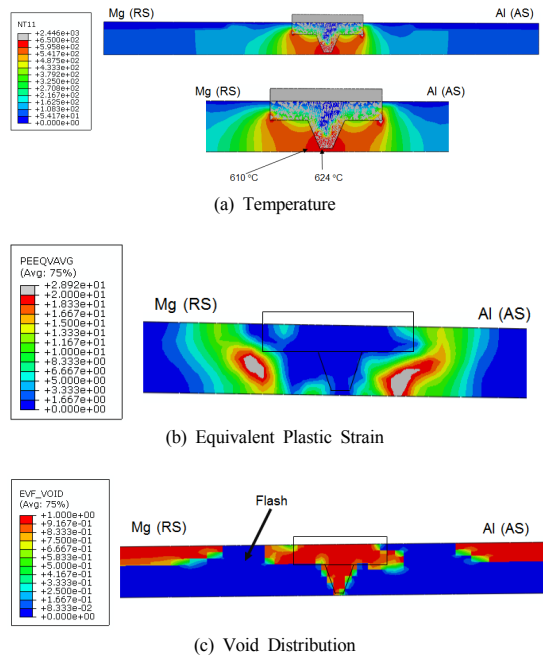 NT11
+2.446e+03
+6.500e+02
+5.958e+02
+5.417e+02
+4.875e+02
+4.333e+02
+3.792e+02
+3.250e+02
+2.708e+02
+2.167e+02
+1.625e+02
+1.083e+02
+5.417e+01
+0.000e+00
Mg (RS)
Al (AS)
Mg (RS)
Al (AS)
610 ºC
624 ºC
(a) Temperature
PEEQVAVG
(Avg: 75%)
+2.892e+01
+2.000e+01
+1.833e+01
+1.667e+01
+1.500e+01
+1.333e+01
+1.167e+01
+1.000e+01
+8.333e+00
+6.667e+00
+5.000e+00
+3.333e+00
+1.667e+00
+0.000e+00
Mg (RS)
Al (AS)
(b) Equivalent Plastic Strain
EVF_VOID
(Avg: 75%)
+1.000e+00
+9.167e-01
+8.333e-01
+7.500e-01
+6.667e-01
+5.833e-01
+5.000e-01
+4.167e-01
+3.333e-01
+2.500e-01
+1.667e-01
+8.333e-02
+0.000e+00
Flash
Mg (RS)
Al (AS)
(c) Void Distribution